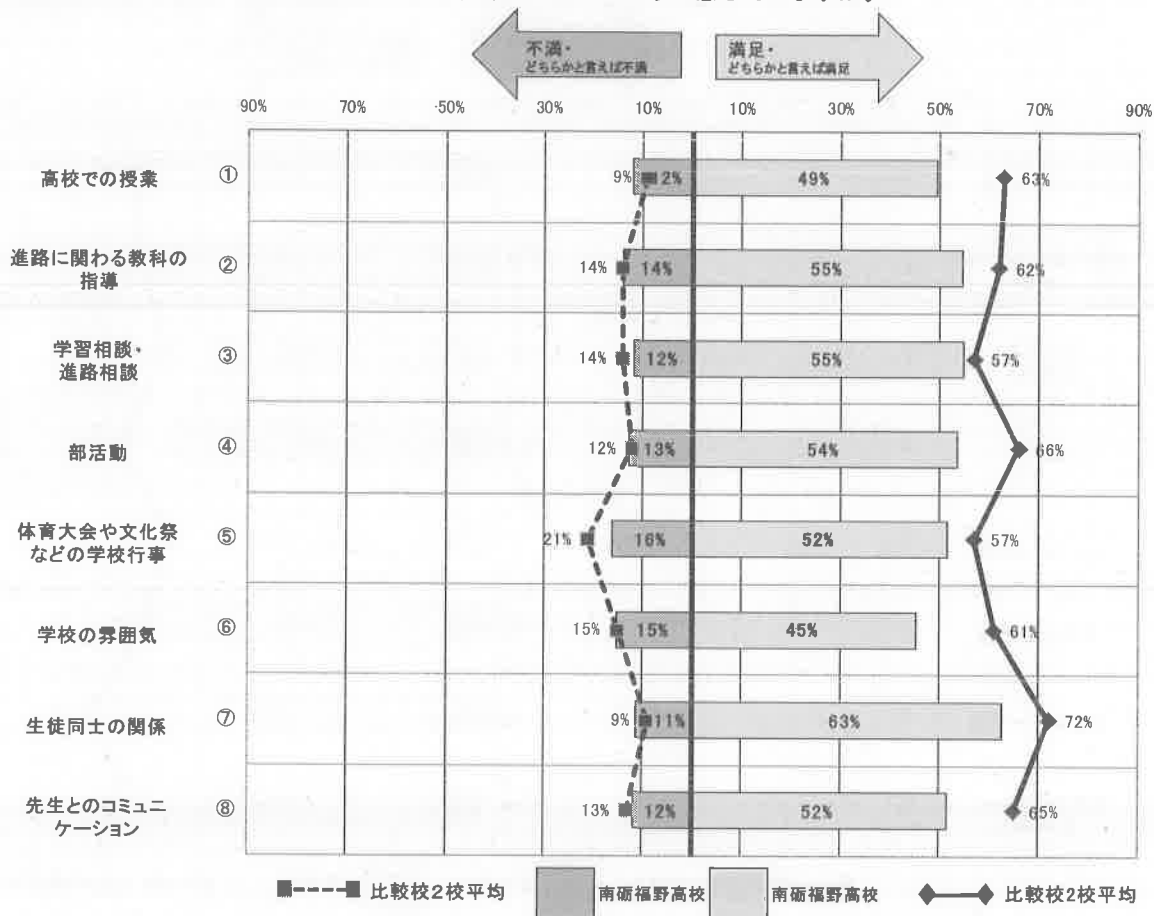 不満・
どちらかと言えば不満
満足・
どちらかと言えば満足
90%
70%
50%
30%
10%
10%
30%
50%
70%
90%
高校での授業
①
9%
2%
49%
63%
進路に関わる教科の
指導
②
14%
14%
55%
62%
学習相談・
進路相談
③
14%
12%
55%
57%
部活動
④
12%
13%
54%
66%
体育大会や文化祭
などの学校行事
⑤
21%
16%
52%
57%
学校の雰囲気
⑥
15%
15%
45%
61%
生徒同士の関係
⑦
9%
11%
63%
72%
先生とのコミュニ
ケーション
⑧
13%
12%
52%
65%
比較校2校平均
南砺福野高校
南砺福野高校
比較校2校平均